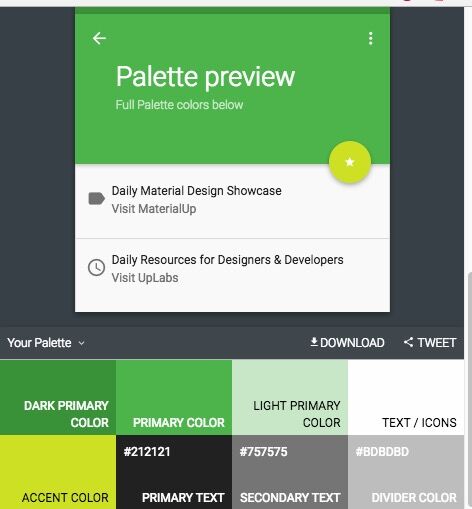 Palette preview
Full Palette colors below
Daily Material Design Showcase
Visit MaterialUp
Daily Resources for Designers & Developers
Visit UpLabs
Your Palette
DOWNLOAD
TWEET
DARK PRIMARY
COLOR
PRIMARY COLOR
LIGHT PRIMARY
COLOR
TEXT / ICONS
ACCENT COLOR
#212121
PRIMARY TEXT
#757575
SECONDARY TEXT
#BDBDBD
DIVIDER COLOR